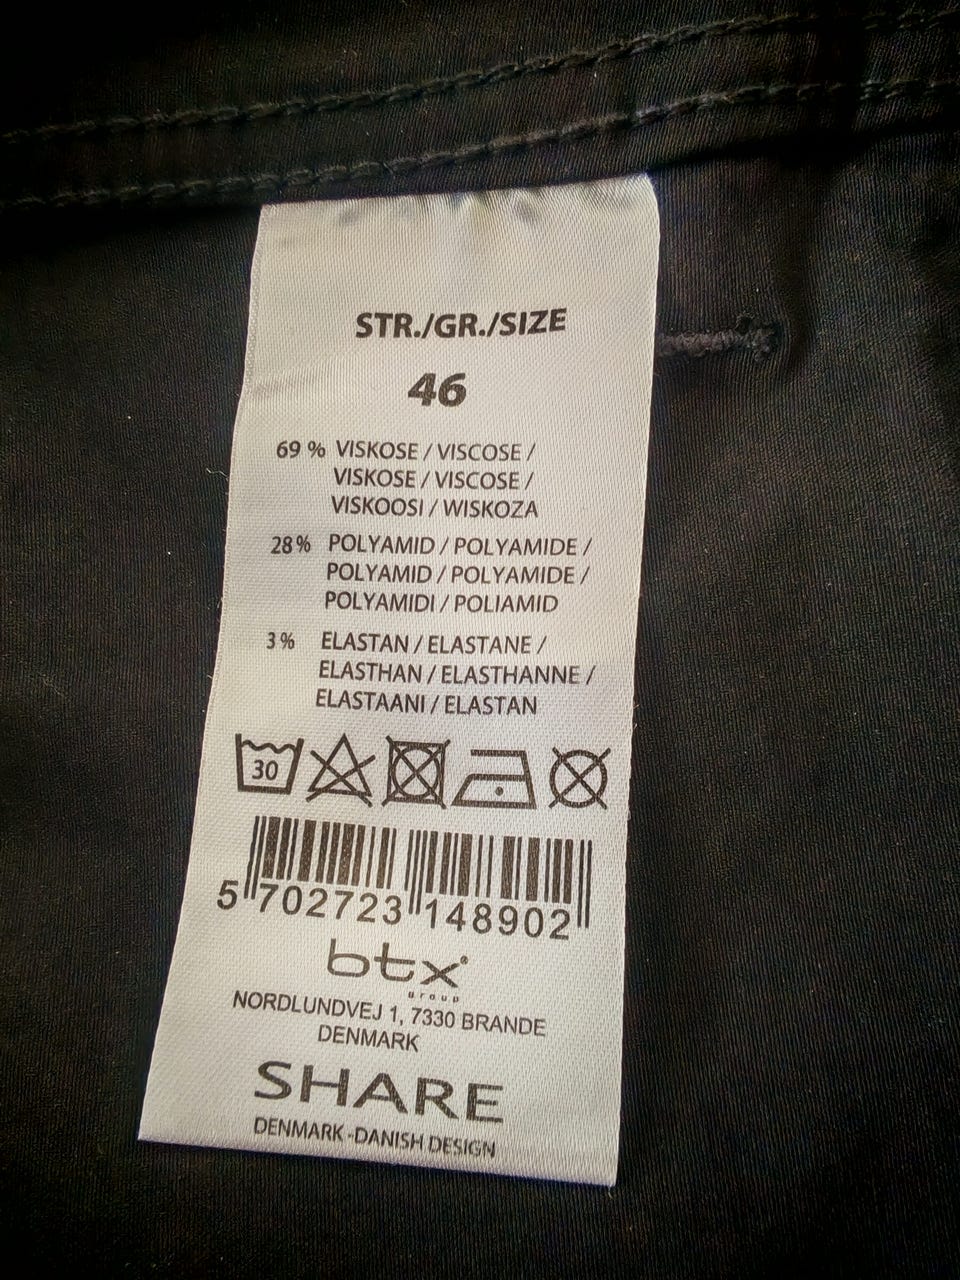 STR./GR./SIZE
46
69 % VISKOSE / VISCOSE /
VISKOSE / VISCOSE /
VISKOOSI / WISKOZA
28% POLYAMID / POLYAMIDE /
POLYAMID / POLYAMIDE /
POLYAMIDI / POLIAMID
3% ELASTAN / ELASTANE /
ELASTHAN / ELASTHANNE /
ELASTAANI / ELASTAN
30
5 702723 148902
btx®
group
NORDLUNDVEJ 1, 7330 BRANDE
DENMARK
SHARE
DENMARK -DANISH DESIGN